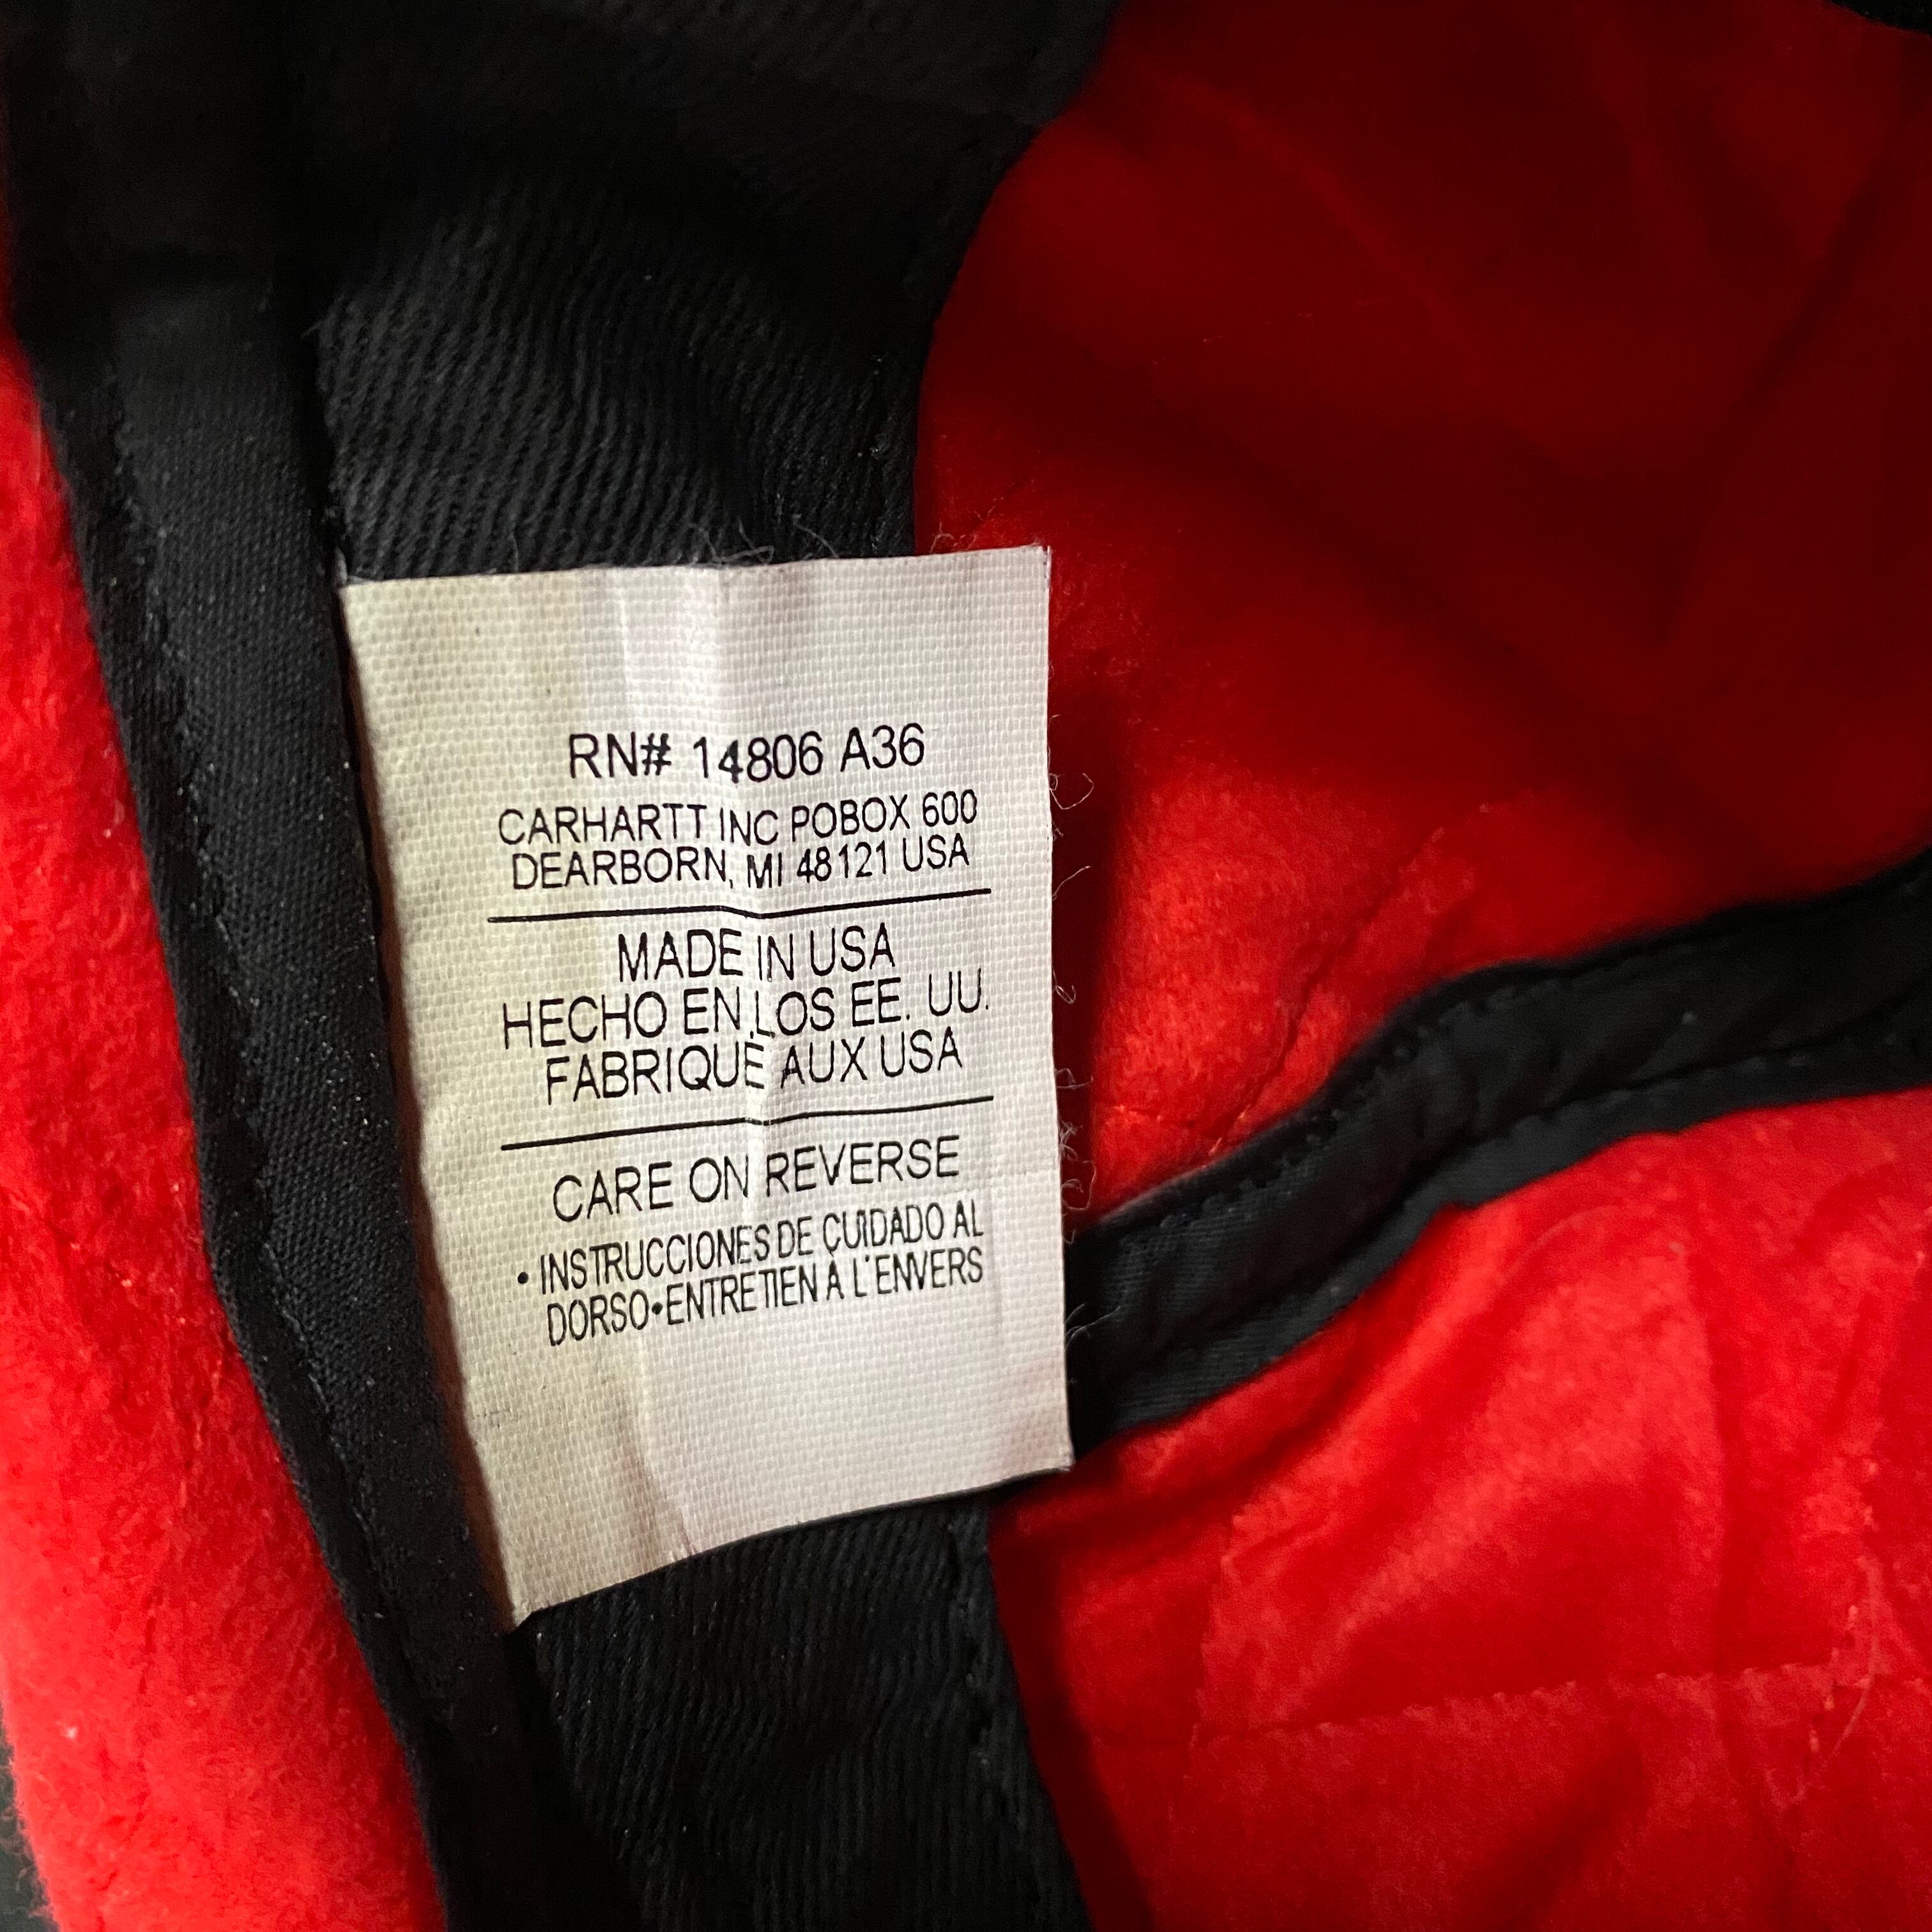 RN# 14806 A36
CARHARTT INC POBOX 600
DEARBORN, MI 48121 USA
MADE IN USA
HECHO EN LOS EE. UU.
FABRIQUÉ AUX USA
CARE ON REVERSE
• INSTRUCCIONES DE CUIDADO AL
DORSO•ENTRETIEN À L'ENVERS